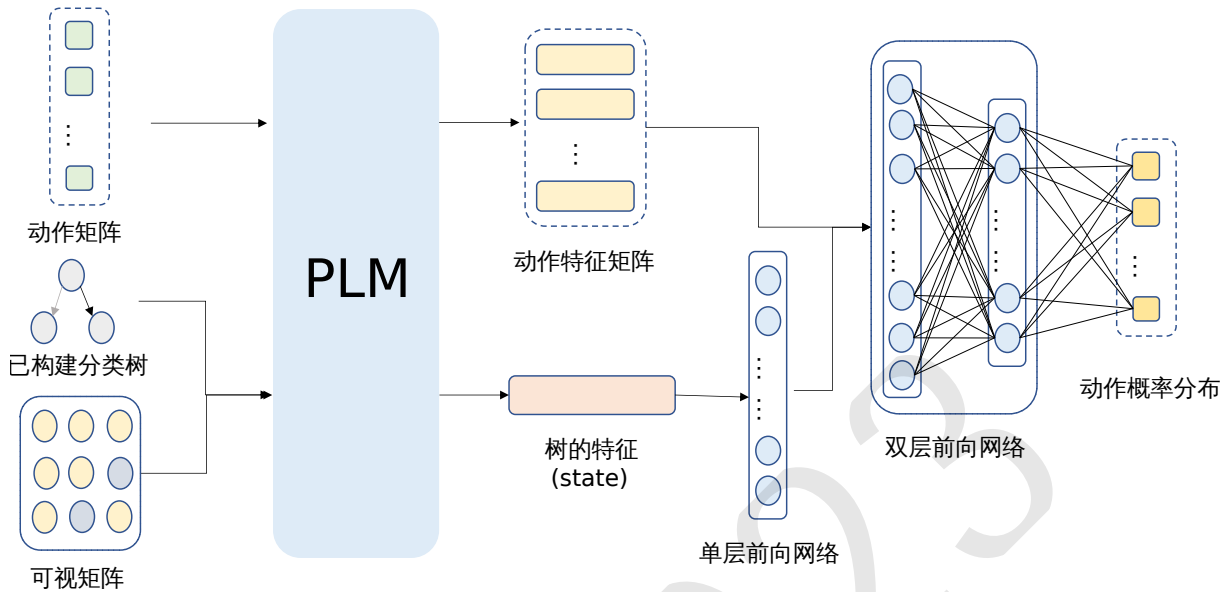 动作矩阵
已构建分类树
可视矩阵
PLM
动作特征矩阵
树的特征
(state)
单层前向网络
双层前向网络
动作概率分布
23